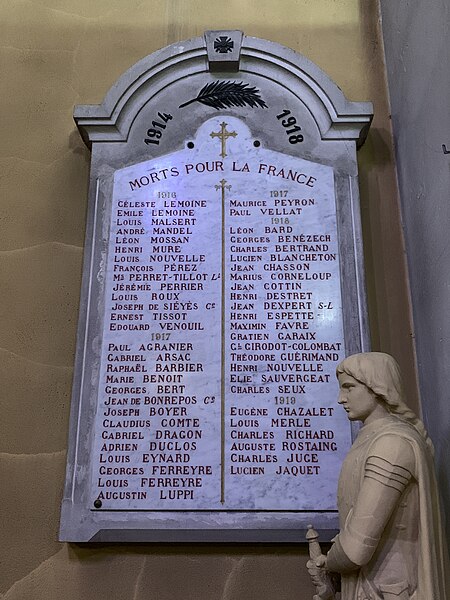 1914 1918
MORTS POUR LA FRANCE
1916
CÉLESTE LEMOINE
EMILE LEMOINE
LOUIS MALSERT
ANDRÉ MANDEL
LÉON MOSSAN
HENRI MURE
LOUIS NOUVELLE
FRANÇOIS PÉREZ
MS PERRET-TILLOT LT
JÉRÉMIE PERRIER
LOUIS ROUX
JOSEPH DE SIÉYÈS CE
ERNEST TISSOT
EDOUARD VENOUIL
1917
PAUL AGRANIER
GABRIEL ARSAC
RAPHAËL BARBIER
MARIE BENOIT
GEORGES BERT
JEAN DE BONREPOS CE
JOSEPH BOYER
CLAUDIUS COMTE
GABRIEL DRAGON
ADRIEN DUCLOS
LOUIS EYNARD
GEORGES FERREYRE
LOUIS FERREYRE
AUGUSTIN LUPPI
1917
MAURICE PEYRON
PAUL VELLAT
1918
LÉON BARD
GEORGES BÉNÉZECH
CHARLES BERTRAND
LUCIEN BLANCHETON
JEAN CHASSON
MARIUS CORNELOUP
JEAN COTTIN
HENRI DESTRET
JEAN DEXPERT S-L
HENRI ESPETTE
MAXIMIN FAVRE
GRATIEN GARAIX
GL GIRODOT-COLOMBAT
THÉODORE GUÉRIMAND
HENRI NOUVELLE
ELIE SAUVERGEAT
CHARLES SEUX
1919
EUGÈNE CHAZALET
LOUIS MERLE
CHARLES RICHARD
AUGUSTE ROSTAING
CHARLES JUGE
LUCIEN JAQUET